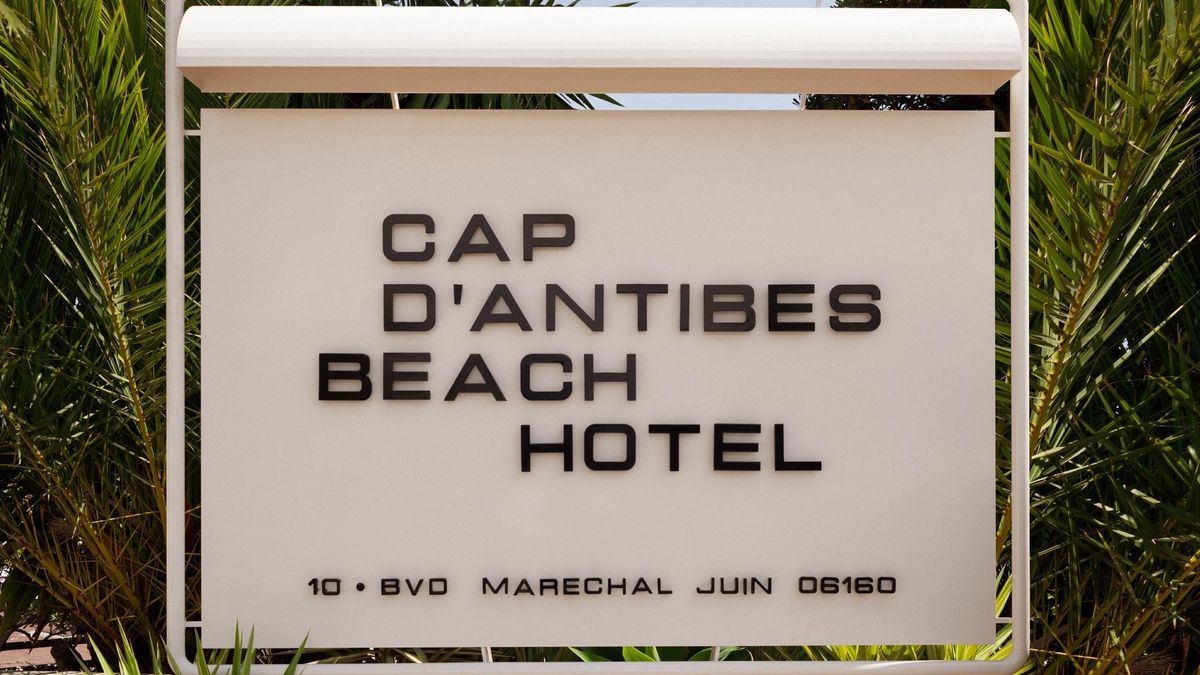 CAP
D'ANTIBES
BEACH
HOTEL
10 • BVD MARECHAL JUIN 06160